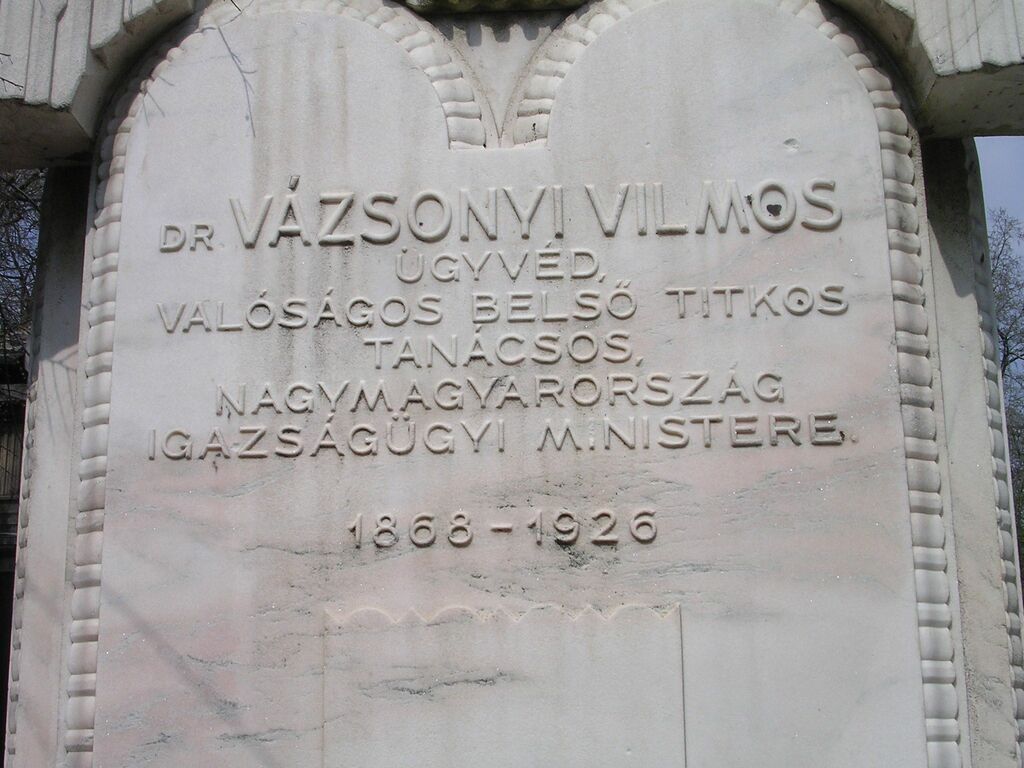 DR VÁZSONYI VILMOS
ÜGYVÉD,
VALÓSÁGOS BELSŐ TITKOS
TANÁCSOS,
NAGYMAGYARORSZÁG
IGAZSÁGÜGYI MINISTERE.
1868-1926